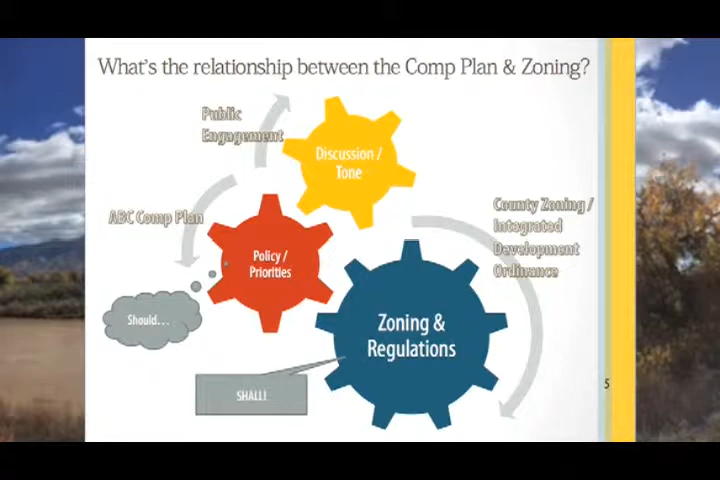 What's the relationship between the Comp Plan & Zoning?
Public
Engagement
Discussion /
Tone
ABC Comp Plan
County Zoning /
Integrated
Development
Ordinance
Policy /
Priorities
Should...
Zoning &
Regulations
SHALL!
5